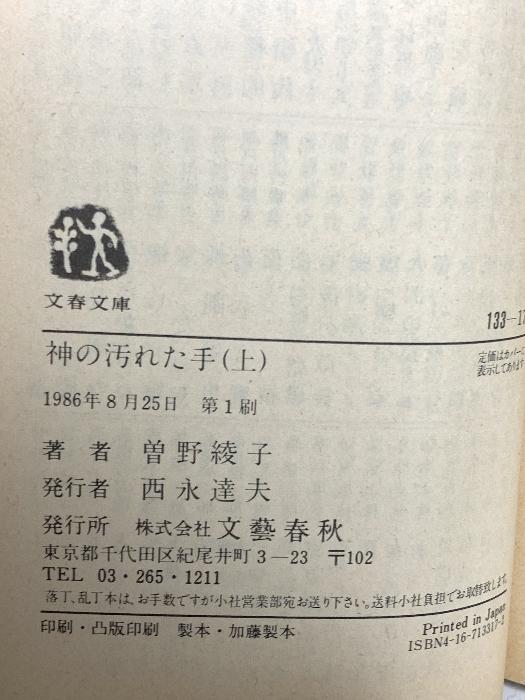 文春文庫
133—17
定価はカバーに
表示してあります
神の汚れた手(上)
1986年8月25日 第1刷
著 者 曽野綾子
発行者 西永達夫
発行所 株式会社 文藝春秋
東京都千代田区紀尾井町3—23 〒102
TEL 03・265・1211
落丁、乱丁本は、お手数ですが小社営業部宛お送り下さい。送料小社負担でお取替致します。
印刷・凸版印刷 製本・加藤製本
Printed in Japan
ISBN4-16-713317-2